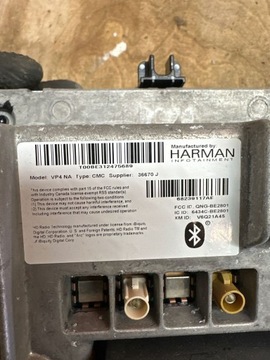 Manufactured by
HARMAN
INFOTAINMENT
T00BE312475689
Model: VP4 NA Type: CMC Supplier: 36670 J
This device complies with part 15 of the FCC rules and
with Industry Canada license exempt RSS standard(s).
Operation is subject to the following two conditions:
(1) This device may not cause harmful
interference, and
(2) This device must accept any interference received
including interference that may cause undesired operation.
HD Radio Technology manufactured under license from iBiquity
Digital Corporation. U.S. and Foreign Patents. HD Radio TM and
the HD, HD Radio, and "Arc" logos are proprietary trademarks
of iBiquity Digital Corp.
68239117AE
FCC IC: QNG-BE2801
IC ID: 6434C-BE2801
KM ID: V6Q21A45